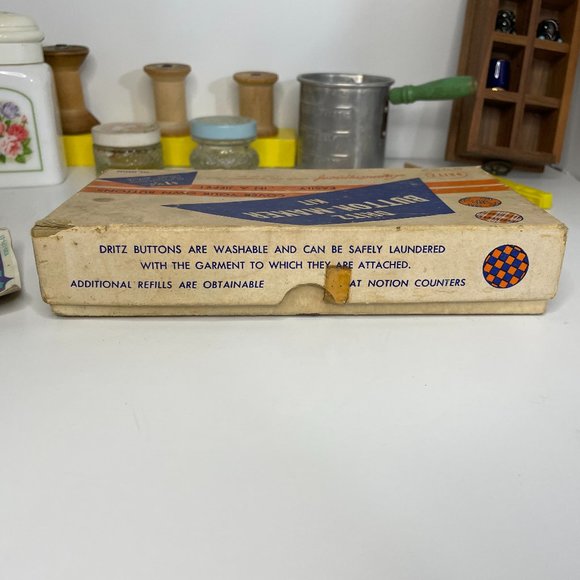 DRITZ
BUTTON MAKER
KIT
DRITZ BUTTONS ARE WASHABLE AND CAN BE SAFELY LAUNDERED
WITH THE GARMENT TO WHICH THEY ARE ATTACHED.
ADDITIONAL REFILLS ARE OBTAINABLE AT NOTION COUNTERS